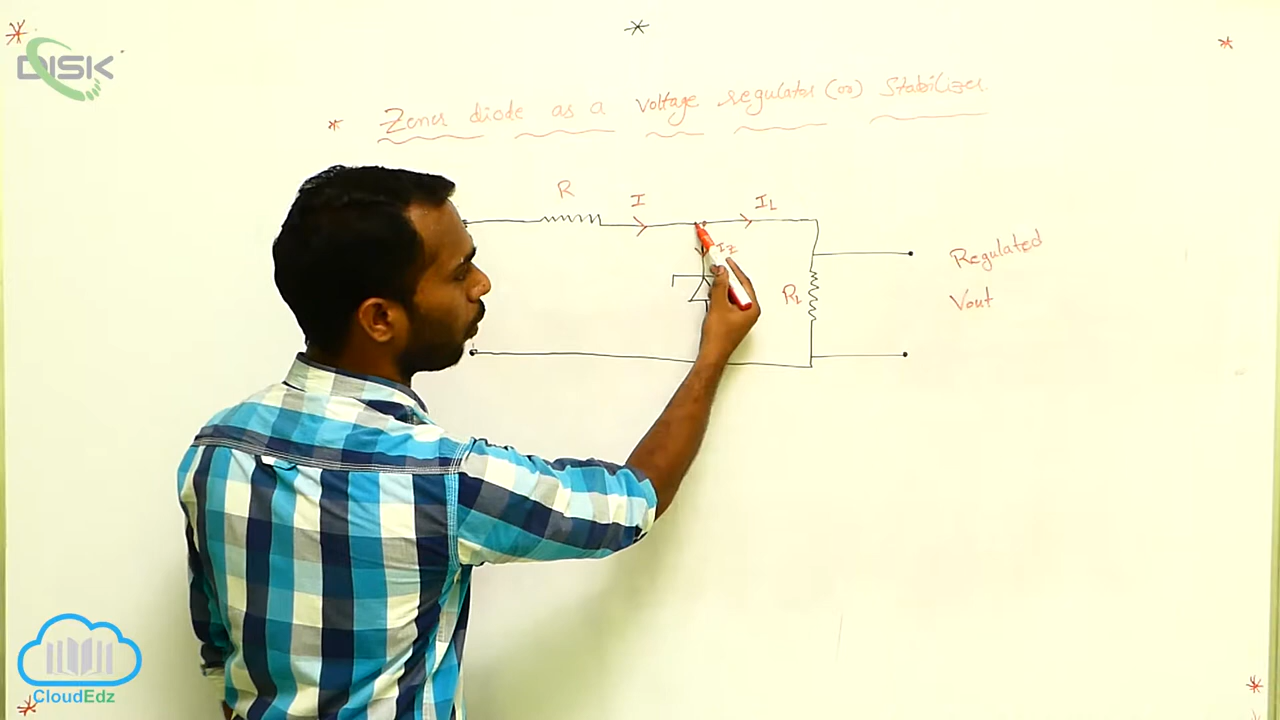 DISK
* Zener diode as a Voltage regulator (or) Stabilizer.
R
I
IL
IZ
RL
Regulated
Vout
CloudEdz